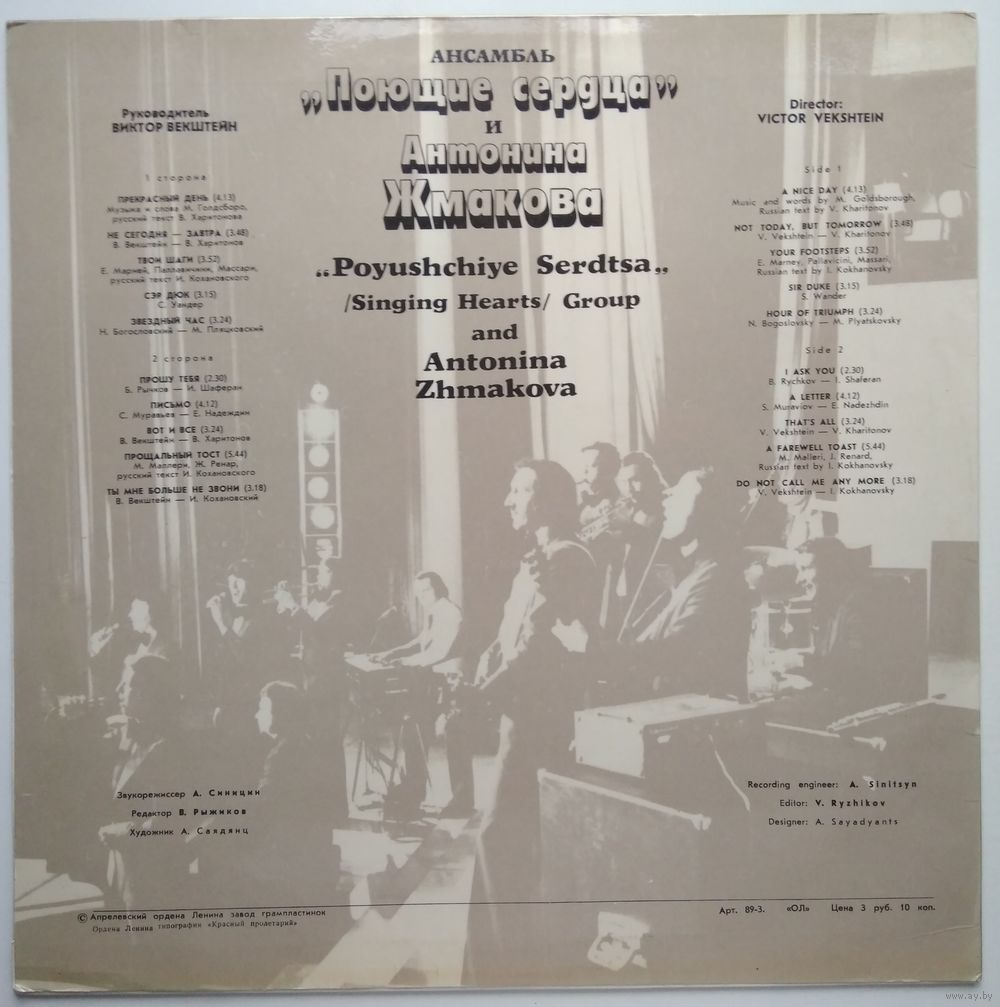 АНСАМБЛЬ
„Поющие сердца”
и
Антонина
Жмакова
„Poyushchiye Serdtsa„
/Singing Hearts/ Group
and
Antonina
Zhmakova
Руководитель
ВИКТОР ВЕКШТЕЙН
1 сторона
ПРЕКРАСНЫЙ ДЕНЬ (4.13)
Музыка и слова М. Голдсборо,
русский текст В. Харитонова
НЕ СЕГОДНЯ — ЗАВТРА (3.48)
В. Векштейн — В. Харитонов
ТВОИ ШАГИ (3.52)
Е. Марней, Паллавичини, Массари,
русский текст И. Кохановского
СЭР ДЮК (3.15)
С. Уандер
ЗВЕЗДНЫЙ ЧАС (3.24)
Н. Богословский — М. Пляцковский
2 сторона
ПРОШУ ТЕБЯ (2.30)
Б. Рычков — И. Шаферан
ПИСЬМО (4.12)
С. Муравьев — Е. Надеждин
ВОТ И ВСЕ (3.24)
В. Векштейн — В. Харитонов
ПРОЩАЛЬНЫЙ ТОСТ (5.44)
М. Маллери, Ж. Ренар,
русский текст И. Кохановского
ТЫ МНЕ БОЛЬШЕ НЕ ЗВОНИ (3.18)
В. Векштейн — И. Кохановский
Director:
VICTOR VEKSHTEIN
Side 1
A NICE DAY (4.13)
Music and words by M. Goldsborough,
Russian text by V. Kharitonov
NOT TODAY, BUT TOMORROW (3.48)
V. Vekshtein — V. Kharitonov
YOUR FOOTSTEPS (3.52)
E. Marney, Pallavicini, Massari,
Russian text by I. Kokhanovsky
SIR DUKE (3.15)
S. Wander
HOUR OF TRIUMPH (3.24)
N. Bogoslovsky — M. Plyatskovsky
Side 2
I ASK YOU (2.30)
B. Rychkov — I. Shaferan
A LETTER (4.12)
S. Muraviov — E. Nadezhdin
THAT'S ALL (3.24)
V. Vekshtein — V. Kharitonov
A FAREWELL TOAST (5.44)
M. Malleri, J. Renard,
Russian text by I. Kokhanovsky
DO NOT CALL ME ANY MORE (3.18)
V. Vekshtein — I. Kokhanovsky
Звукорежиссер А. Синицин
Редактор В. Рыжиков
Художник А. Саядянц
Recording engineer: A. Sinitsyn
Editor: V. Ryzhikov
Designer: A. Sayadyants
© Апрелевский ордена Ленина завод грампластинок
Ордена Ленина типография «Красный пролетарий»
Арт. 89-3. «ОЛ» Цена 3 руб. 10 коп.
www.ay.by